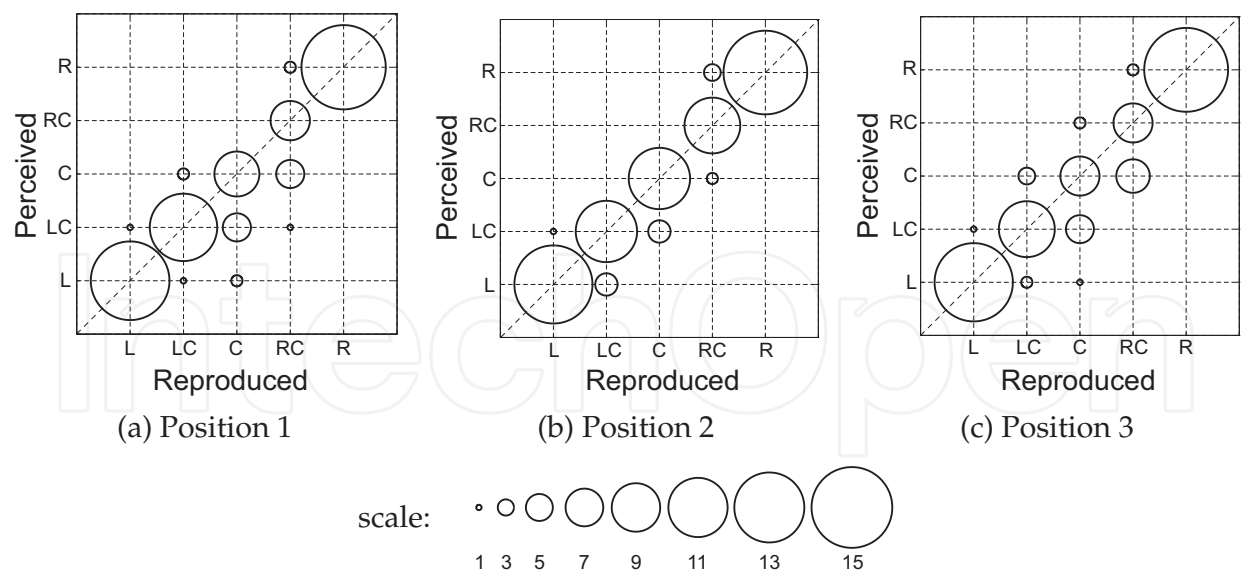 R
RC
C
LC
L
Perceived
L LC C RC R
Reproduced
(a) Position 1
R
RC
C
LC
L
Perceived
L LC C RC R
Reproduced
(b) Position 2
R
RC
C
LC
L
Perceived
L LC C RC R
Reproduced
(c) Position 3
IntechOpen
scale:
1 3 5 7 9 11 13 15